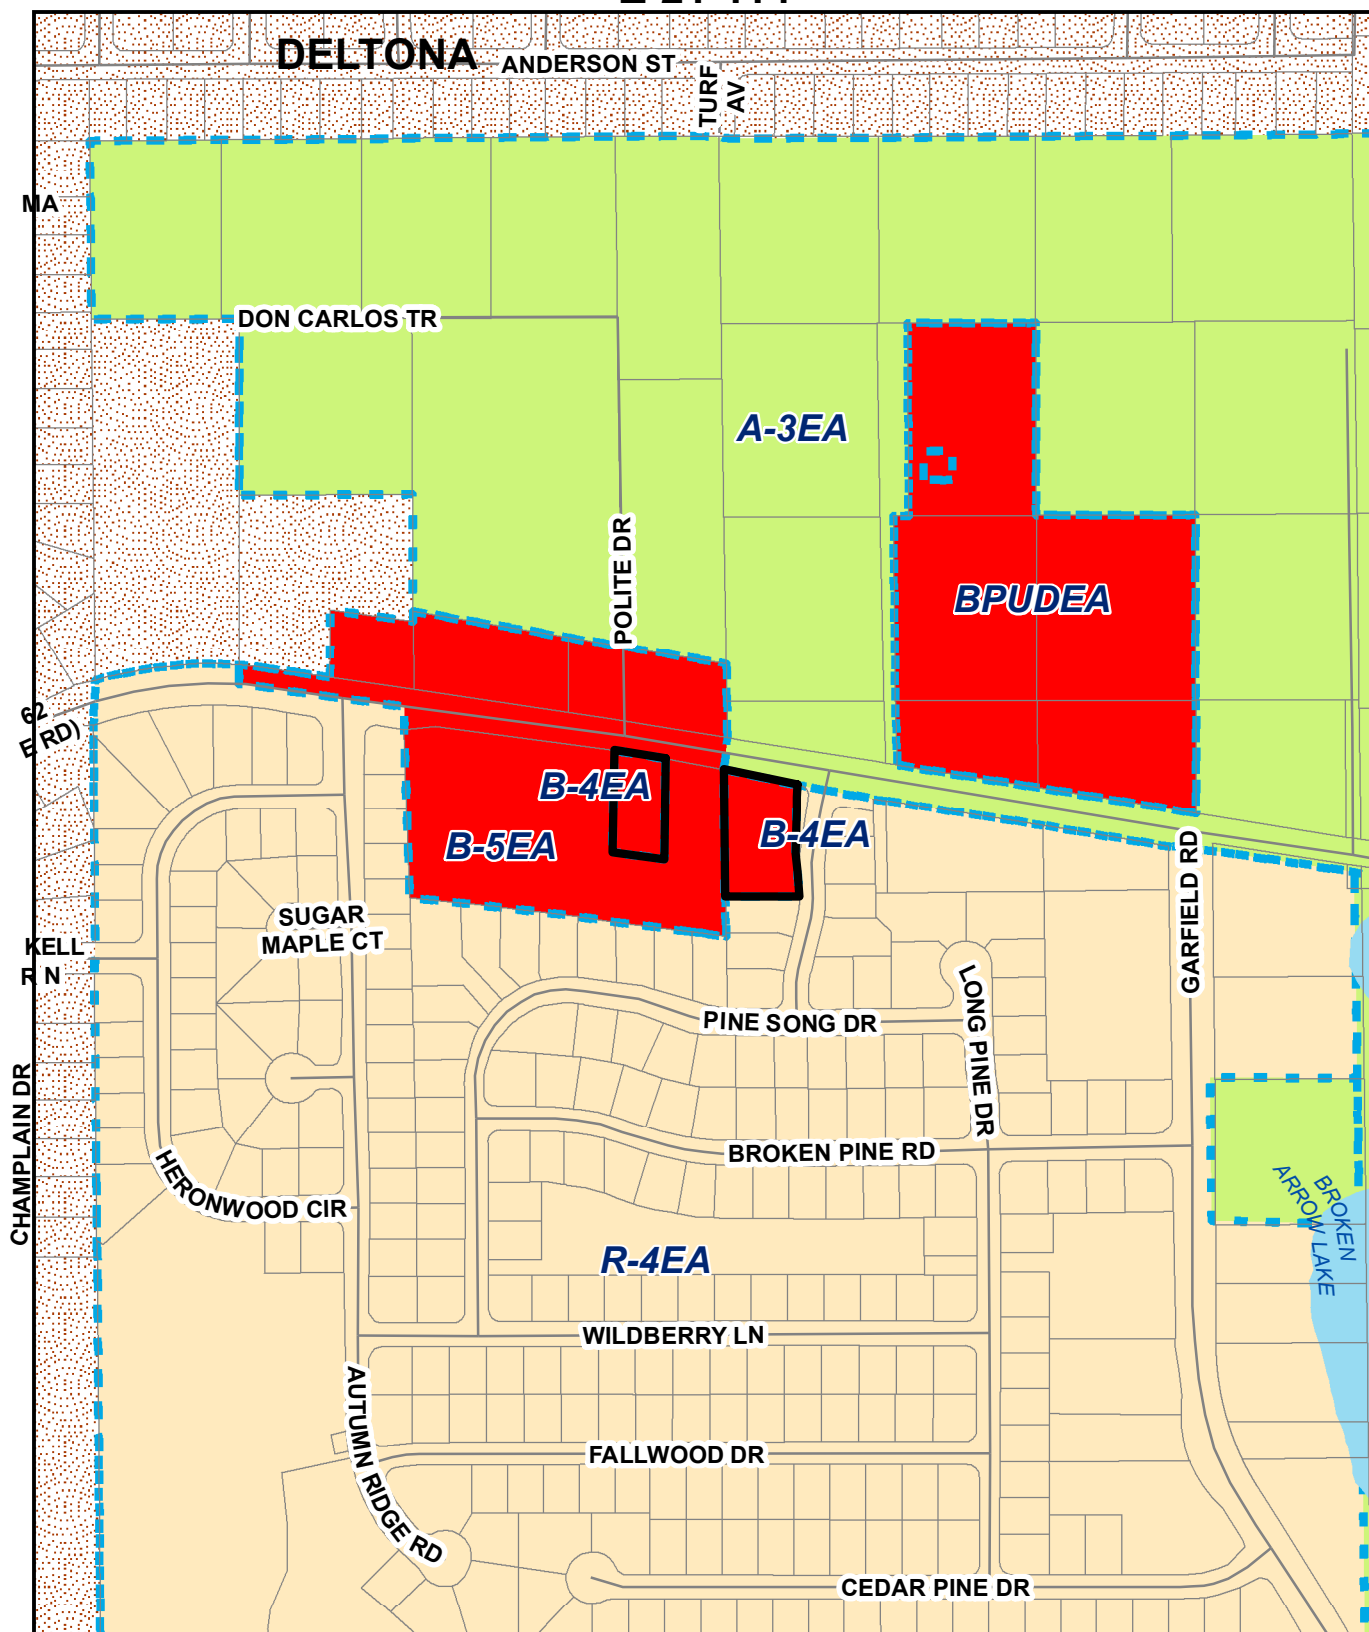 DELTONA
ANDERSON ST
TURF
AV
MA
DON CARLOS TR
A-3EA
POLITE DR
BPUDEA
62
E RD)
B-4EA
B-4EA
B-5EA
GARFIELD RD
SUGAR
MAPLE CT
KELL
R N
LONG PINE DR
PINE SONG DR
CHAMPLAIN DR
BROKEN PINE RD
HERONWOOD CIR
BROKEN
ARROW LAKE
R-4EA
WILDBERRY LN
AUTUMN RIDGE RD
FALLWOOD DR
CEDAR PINE DR